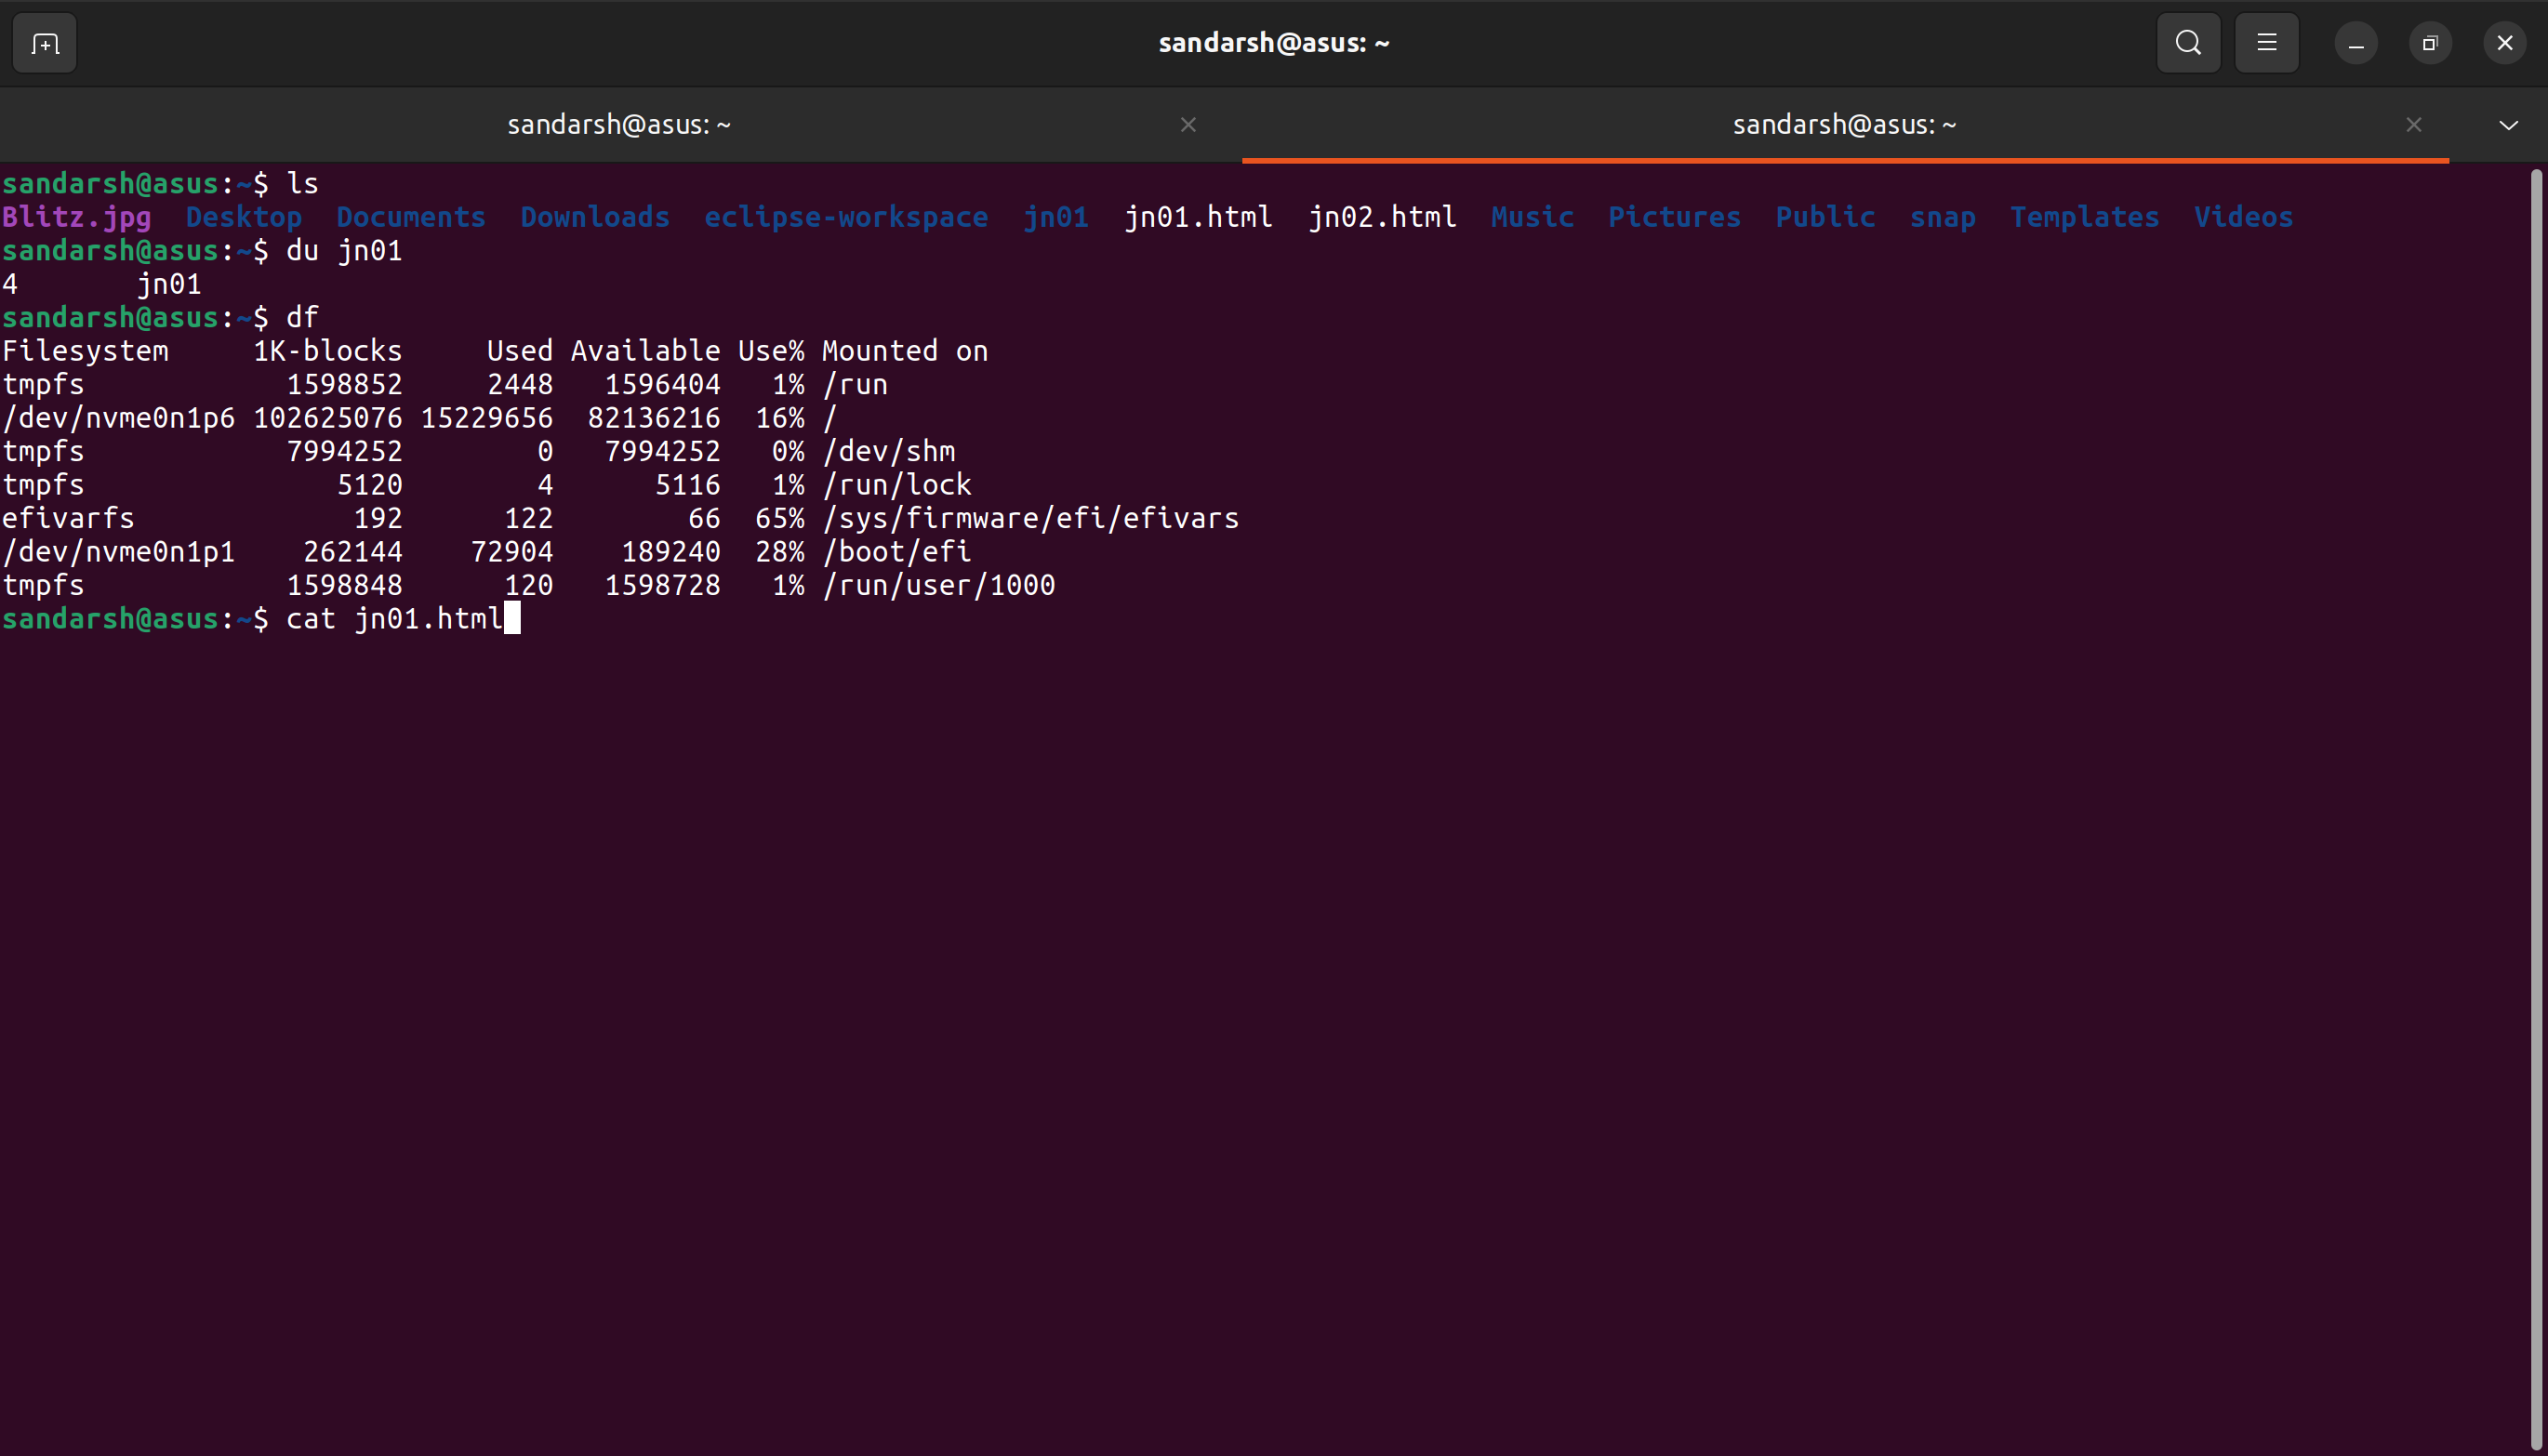 sandarsh@asus: ~
sandarsh@asus: ~ sandarsh@asus: ~
sandarsh@asus:~$ ls
Blitz.jpg  Desktop  Documents  Downloads  eclipse-workspace  jn01  jn01.html  jn02.html  Music  Pictures  Public  snap  Templates  Videos
sandarsh@asus:~$ du jn01
4       jn01
sandarsh@asus:~$ df
Filesystem     1K-blocks     Used Available Use% Mounted on
tmpfs            1598852     2448   1596404   1% /run
/dev/nvme0n1p6 102625076 15229656  82136216  16% /
tmpfs            7994252        0   7994252   0% /dev/shm
tmpfs               5120        4      5116   1% /run/lock
efivarfs             192      122        66  65% /sys/firmware/efi/efivars
/dev/nvme0n1p1    262144    72904    189240  28% /boot/efi
tmpfs            1598848      120   1598728   1% /run/user/1000
sandarsh@asus:~$ cat jn01.html